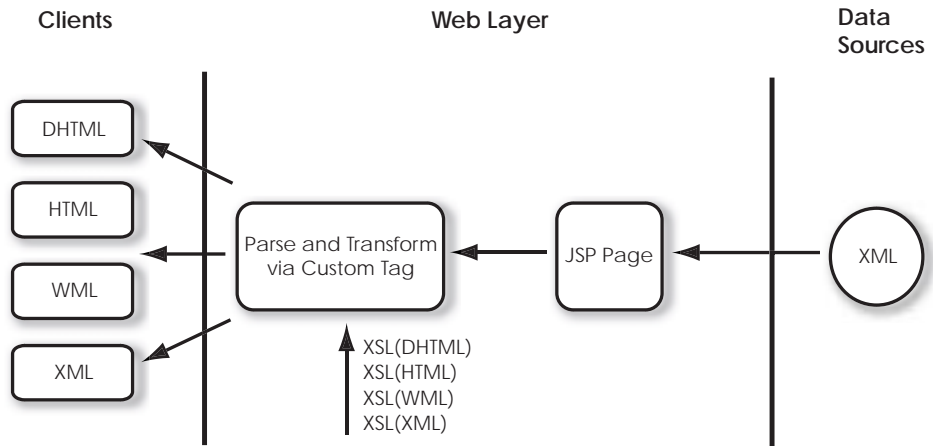 Clients
Web Layer
Data
Sources
DHTML
HTML
WML
XML
Parse and Transform
via Custom Tag
JSP Page
XML
XSL(DHTML)
XSL(HTML)
XSL(WML)
XSL(XML)